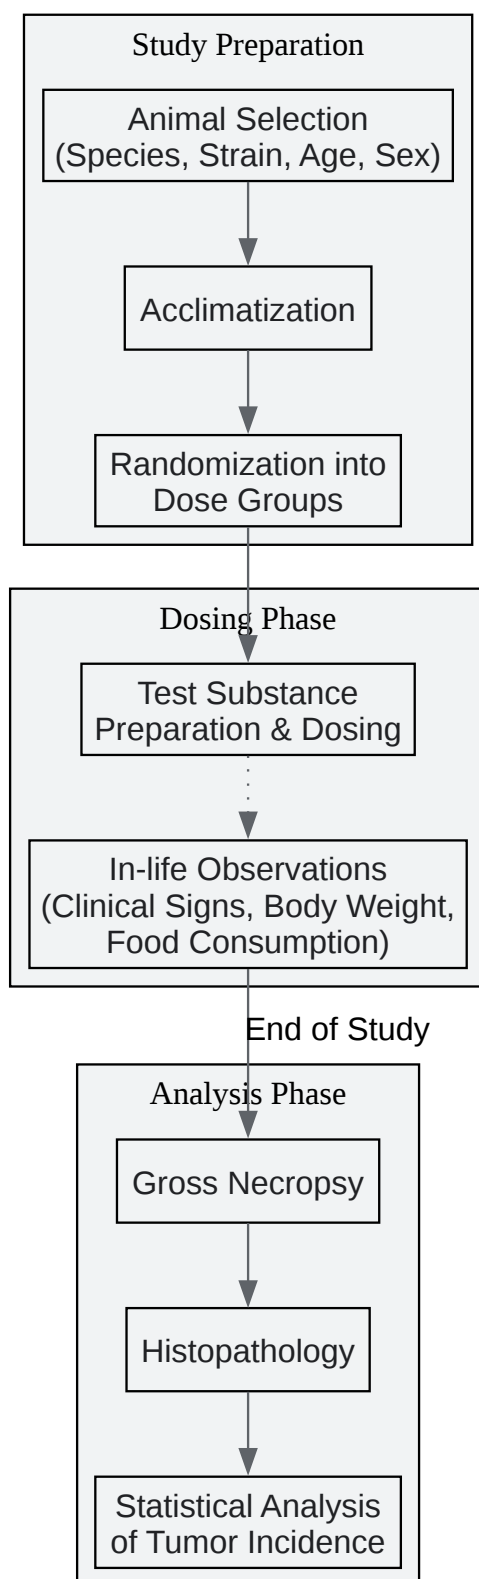 Study Preparation
Animal Selection
(Species, Strain, Age, Sex)
Acclimatization
Randomization into
Dose Groups
Dosing Phase
Test Substance
Preparation & Dosing
In-life Observations
(Clinical Signs, Body Weight,
Food Consumption)
End of Study
Analysis Phase
Gross Necropsy
Histopathology
Statistical Analysis
of Tumor Incidence